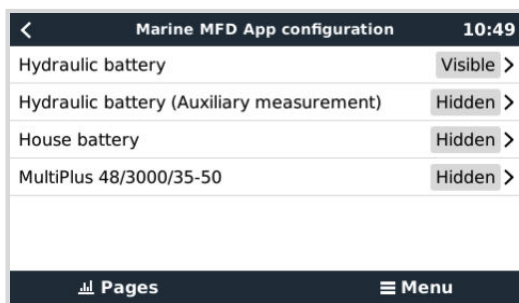 Marine MFD App configuration 10:49
Hydraulic battery Visible
Hydraulic battery (Auxiliary measurement) Hidden
House battery Hidden
MultiPlus 48/3000/35-50 Hidden
Pages Menu